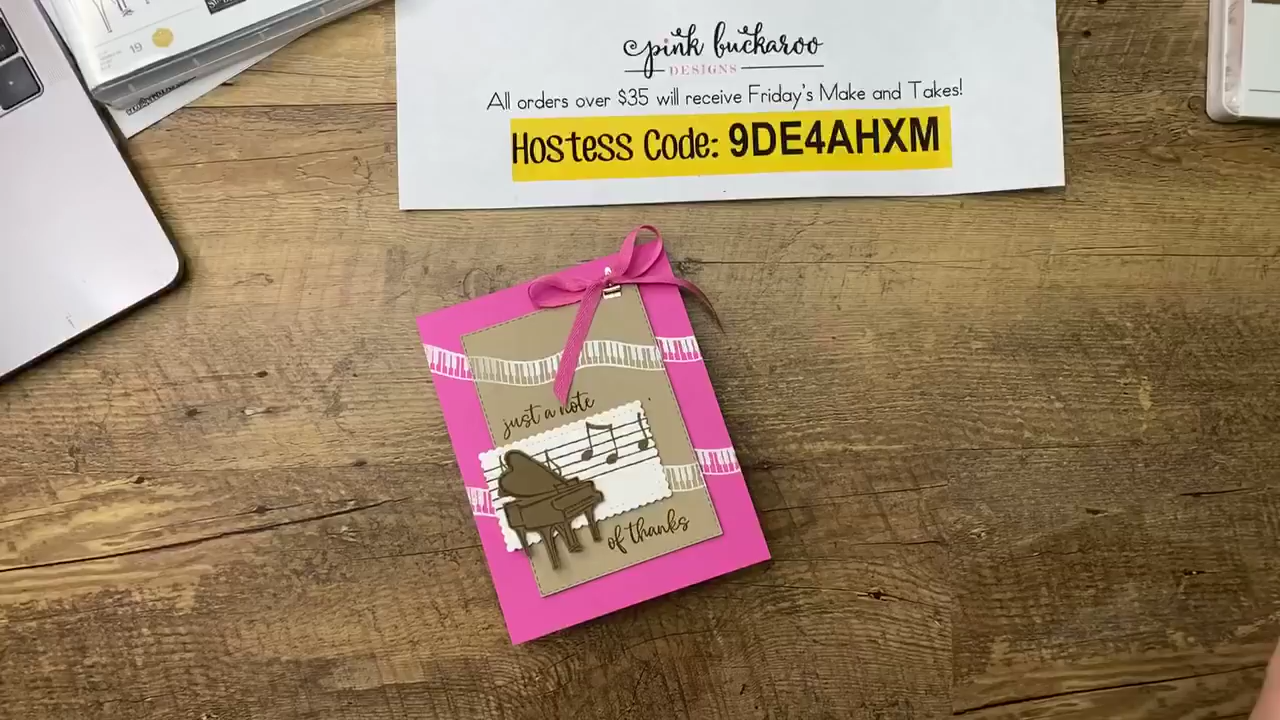 19
pink buckaroo
DESIGNS
All orders over $35 will receive Friday's Make and Takes!
Hostess Code: 9DE4AHXM
just a note
of thanks